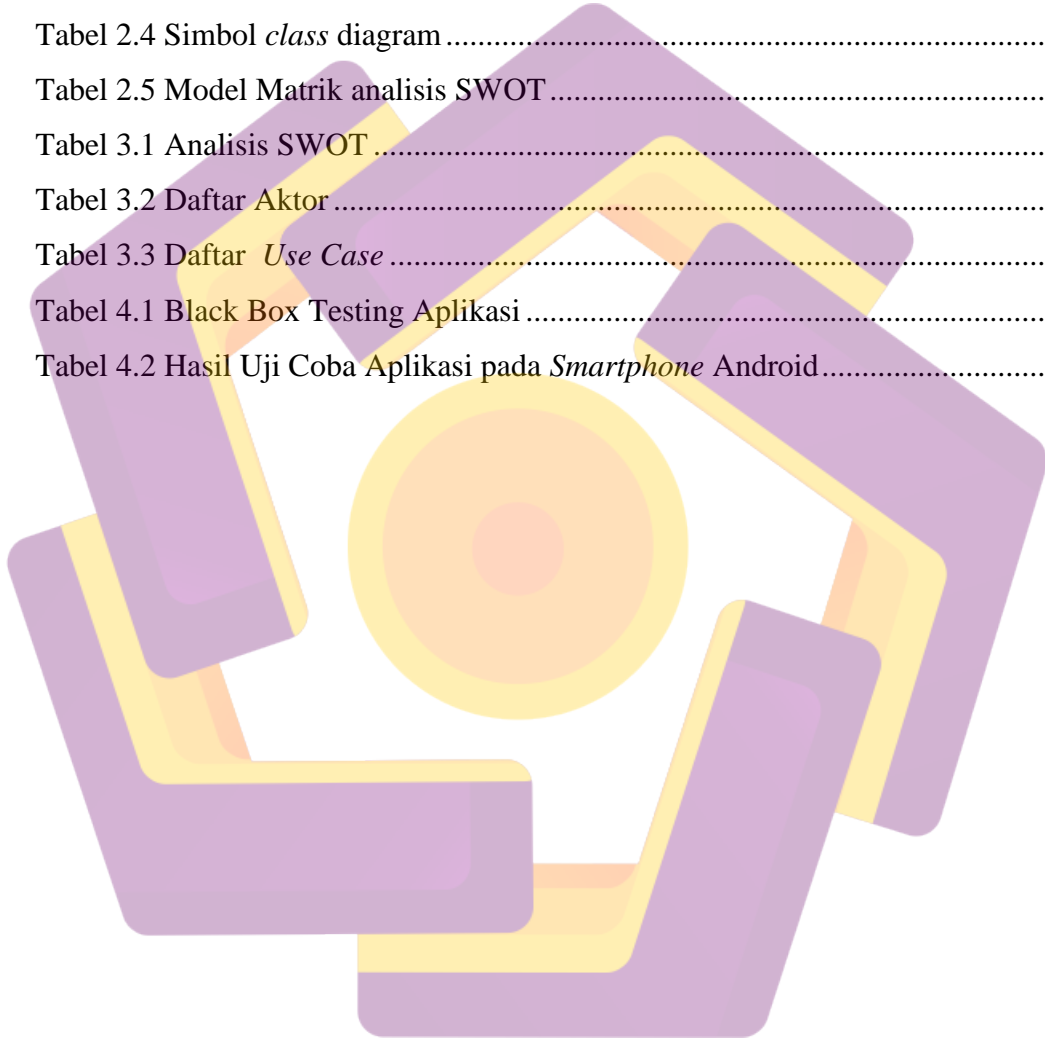 Tabel 2.4 Simbol class diagram ................................................................................
Tabel 2.5 Model Matrik analisis SWOT ..................................................................
Tabel 3.1 Analisis SWOT .........................................................................................
Tabel 3.2 Daftar Aktor ..............................................................................................
Tabel 3.3 Daftar Use Case ........................................................................................
Tabel 4.1 Black Box Testing Aplikasi ......................................................................
Tabel 4.2 Hasil Uji Coba Aplikasi pada Smartphone Android ............................